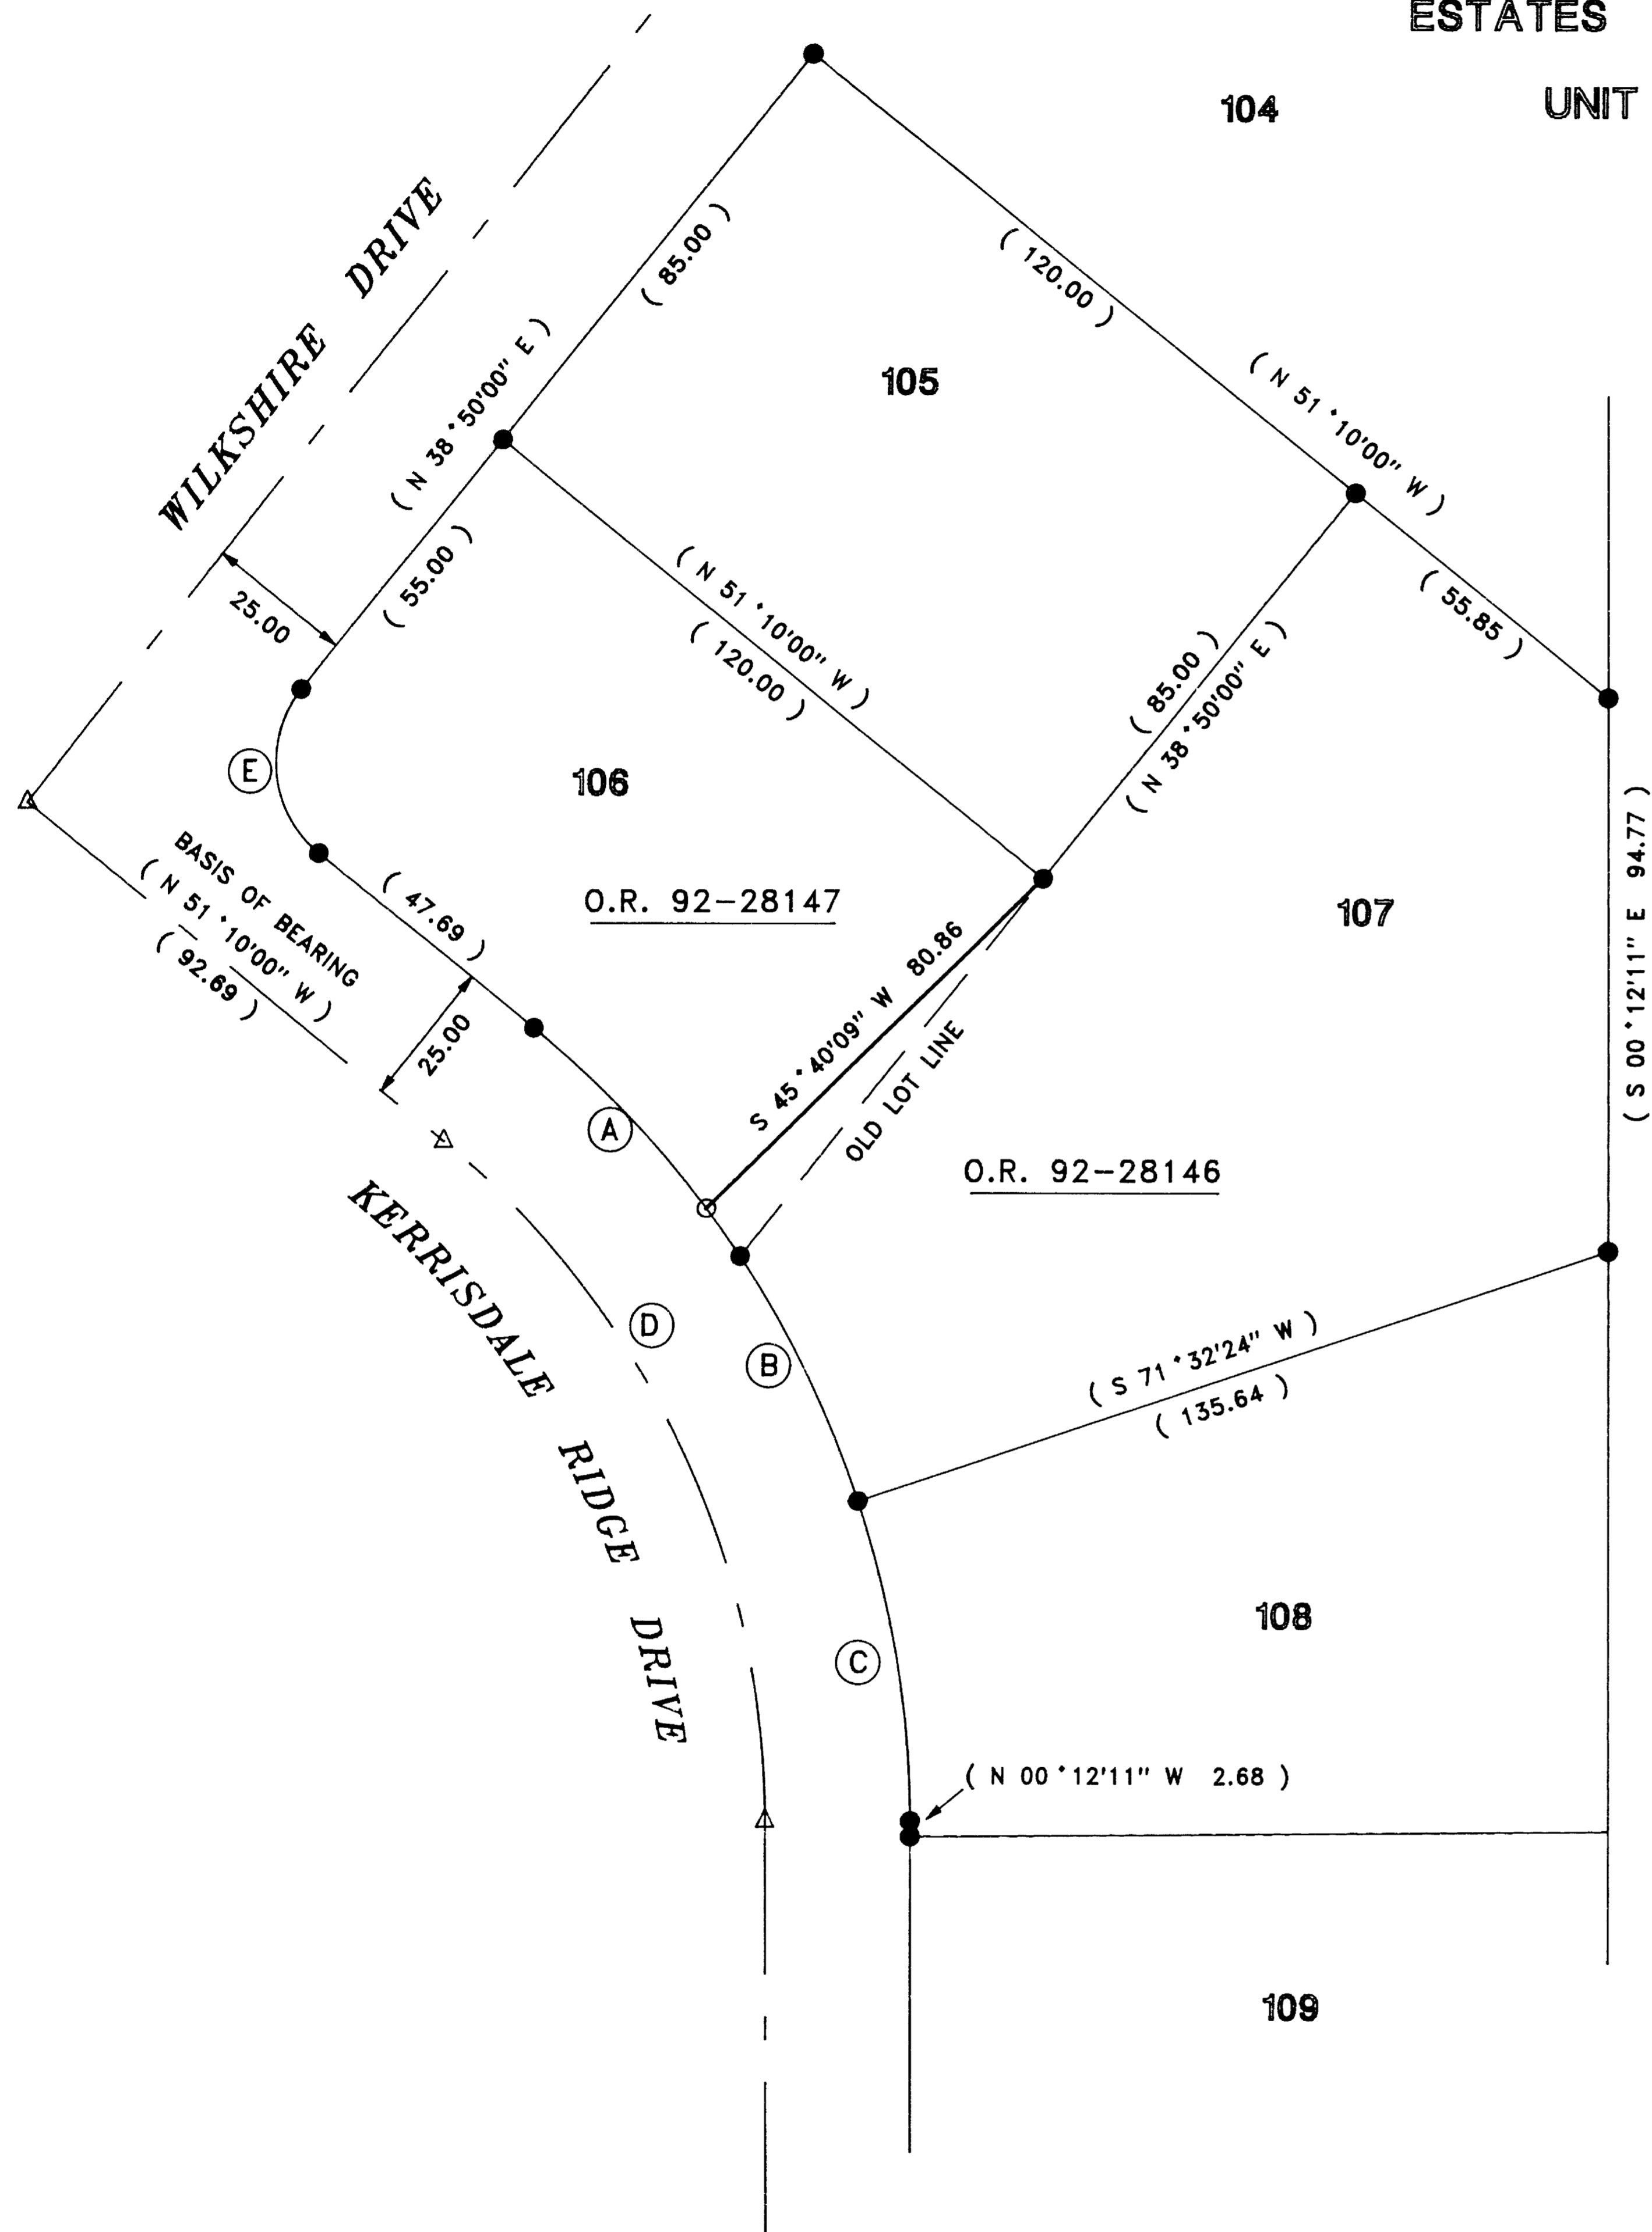 ESTATES
104
UNIT
WILKSHIRE DRIVE
( 85.00 )
( 120.00 )
( N 38°50'00" E )
105
( N 51°10'00" W )
( 55.00 )
25.00
( N 51°10'00" W )
( 120.00 )
( 55.85 )
( 85.00 )
( N 38°50'00" E )
E
106
BASIS OF BEARING
( N 51°10'00" W )
( 92.69 )
( 47.69 )
O.R. 92-28147
107
( S 00°12'11" E 94.77 )
25.00
S 45°40'09" W 80.86
OLD LOT LINE
A
O.R. 92-28146
KERRISDALE RIDGE DRIVE
D
B
( S 71°32'24" W )
( 135.64 )
108
C
( N 00°12'11" W 2.68 )
109